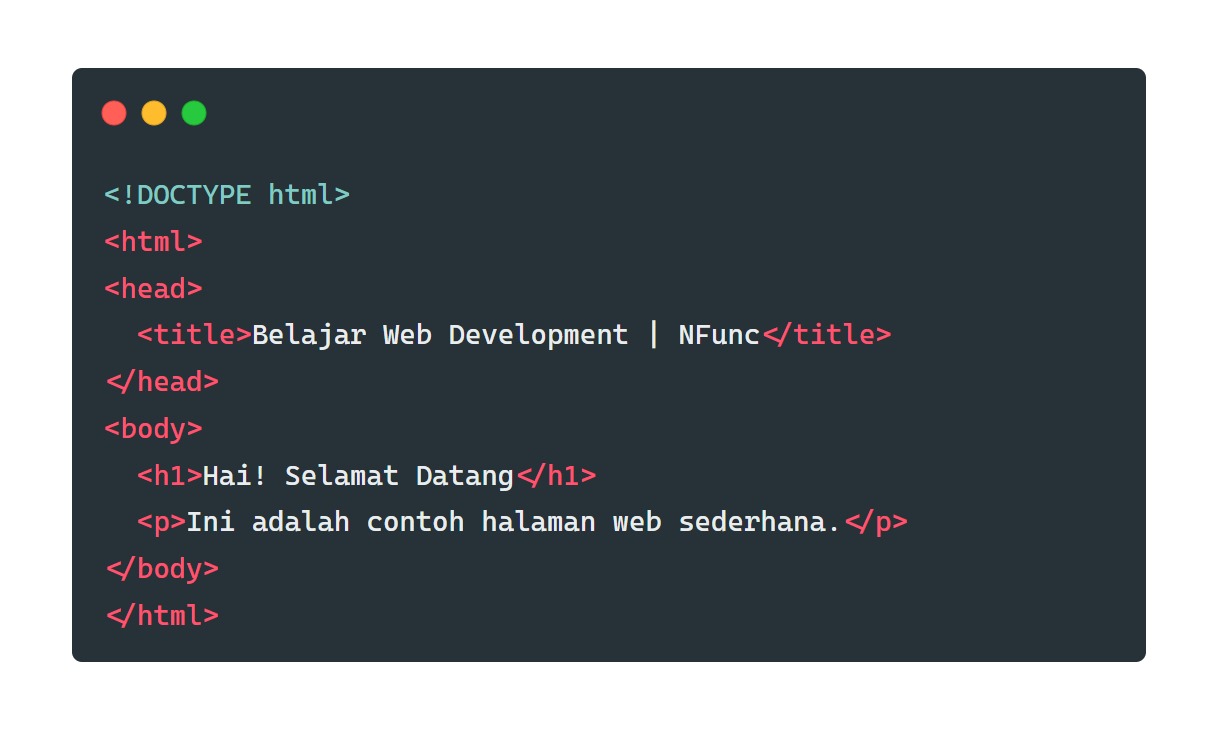 <!DOCTYPE html>
<html>
<head>
  <title>Belajar Web Development | NFunc</title>
</head>
<body>
  <h1>Hai! Selamat Datang</h1>
  <p>Ini adalah contoh halaman web sederhana.</p>
</body>
</html>